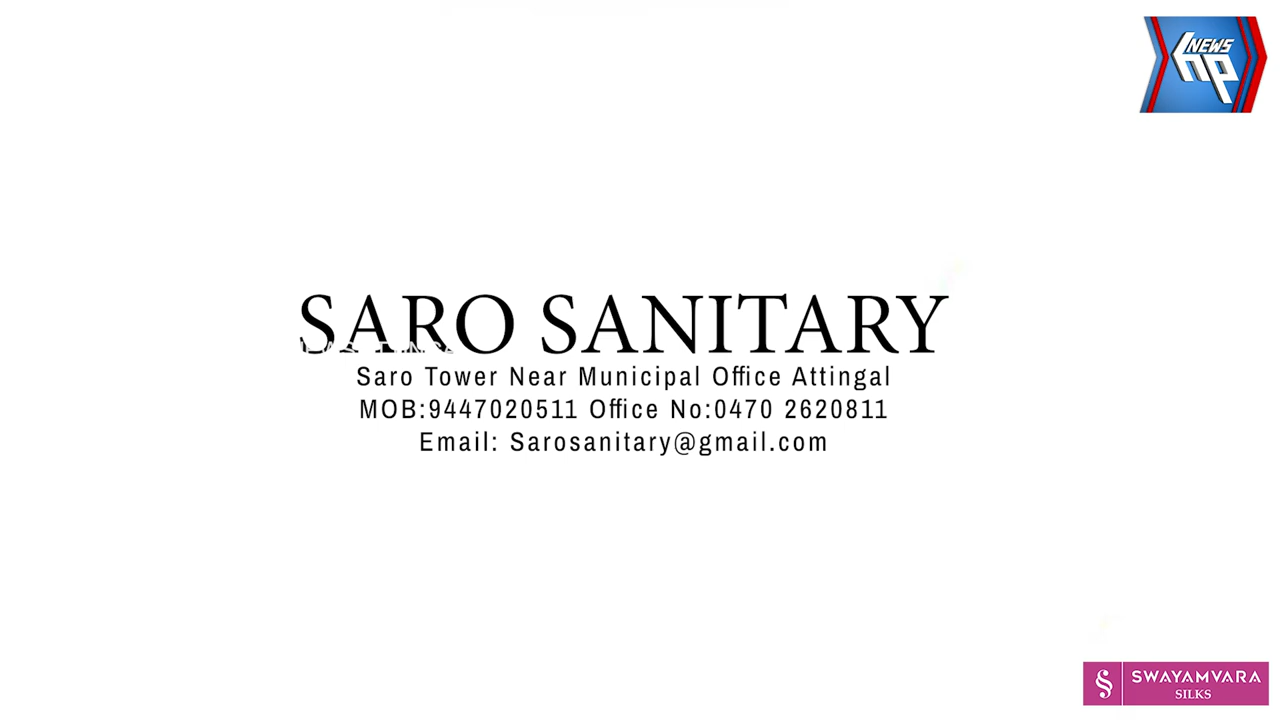 NEWS
np
SARO SANITARY
Saro Tower Near Municipal Office Attingal
MOB:9447020511 Office No:0470 2620811
Email: Sarosanitary@gmail.com
SWAYAMVARA
SILKS